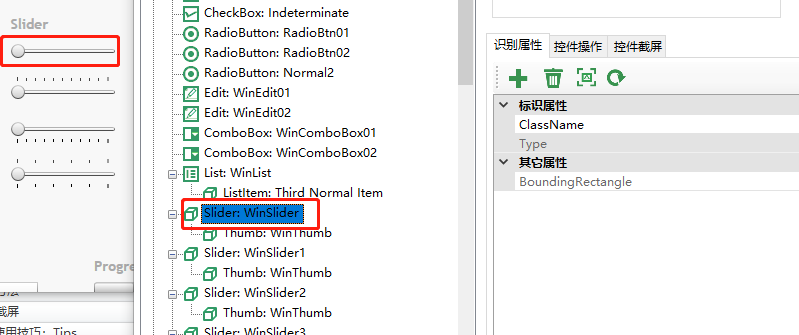 Slider
Progre
截屏
使用技巧: Tips
CheckBox: Indeterminate
RadioButton: RadioBtn01
RadioButton: RadioBtn02
RadioButton: Normal2
Edit: WinEdit01
Edit: WinEdit02
ComboBox: WinComboBox01
ComboBox: WinComboBox02
List: WinList
ListItem: Third Normal Item
Slider: WinSlider
Thumb: WinThumb
Slider: WinSlider1
Thumb: WinThumb
Slider: WinSlider2
Thumb: WinThumb
Slider: WinSlider3
识别属性 控件操作 控件截屏
标识属性
ClassName
Type
其它属性
BoundingRectangle